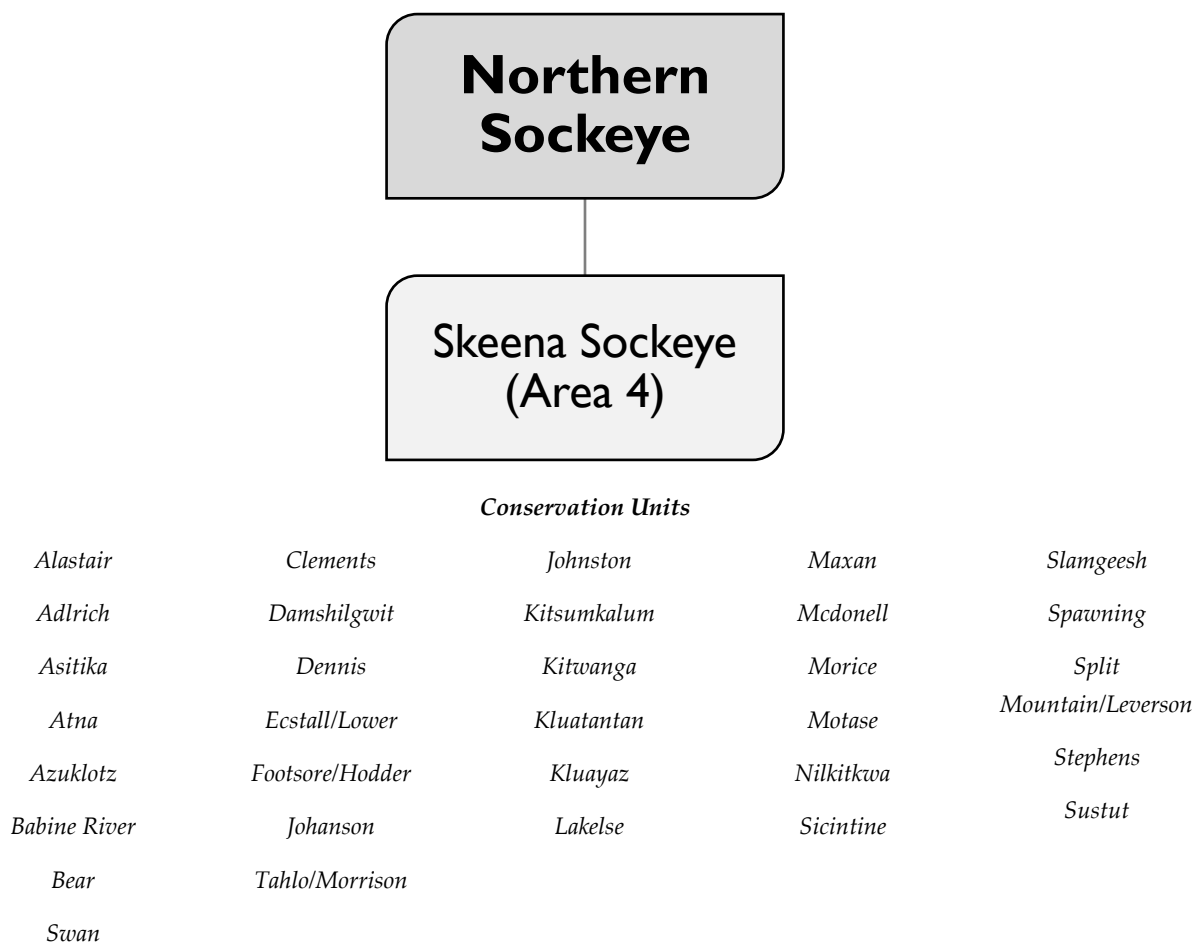 Northern
Sockeye
Skeena Sockeye
(Area 4)
Conservation Units
Alastair
Clements
Johnston
Maxan
Slamgeesh
Adlrich
Damshilgwit
Kitsumkalum
Mcdonell
Spawning
Asitika
Dennis
Kitwanga
Morice
Split
Mountain/Leverson
Atna
Ecstall/Lower
Kluatantan
Motase
Stephens
Azuklotz
Footsore/Hodder
Kluayaz
Nilkitkwa
Sustut
Babine River
Johanson
Lakelse
Sicintine
Bear
Tahlo/Morrison
Swan